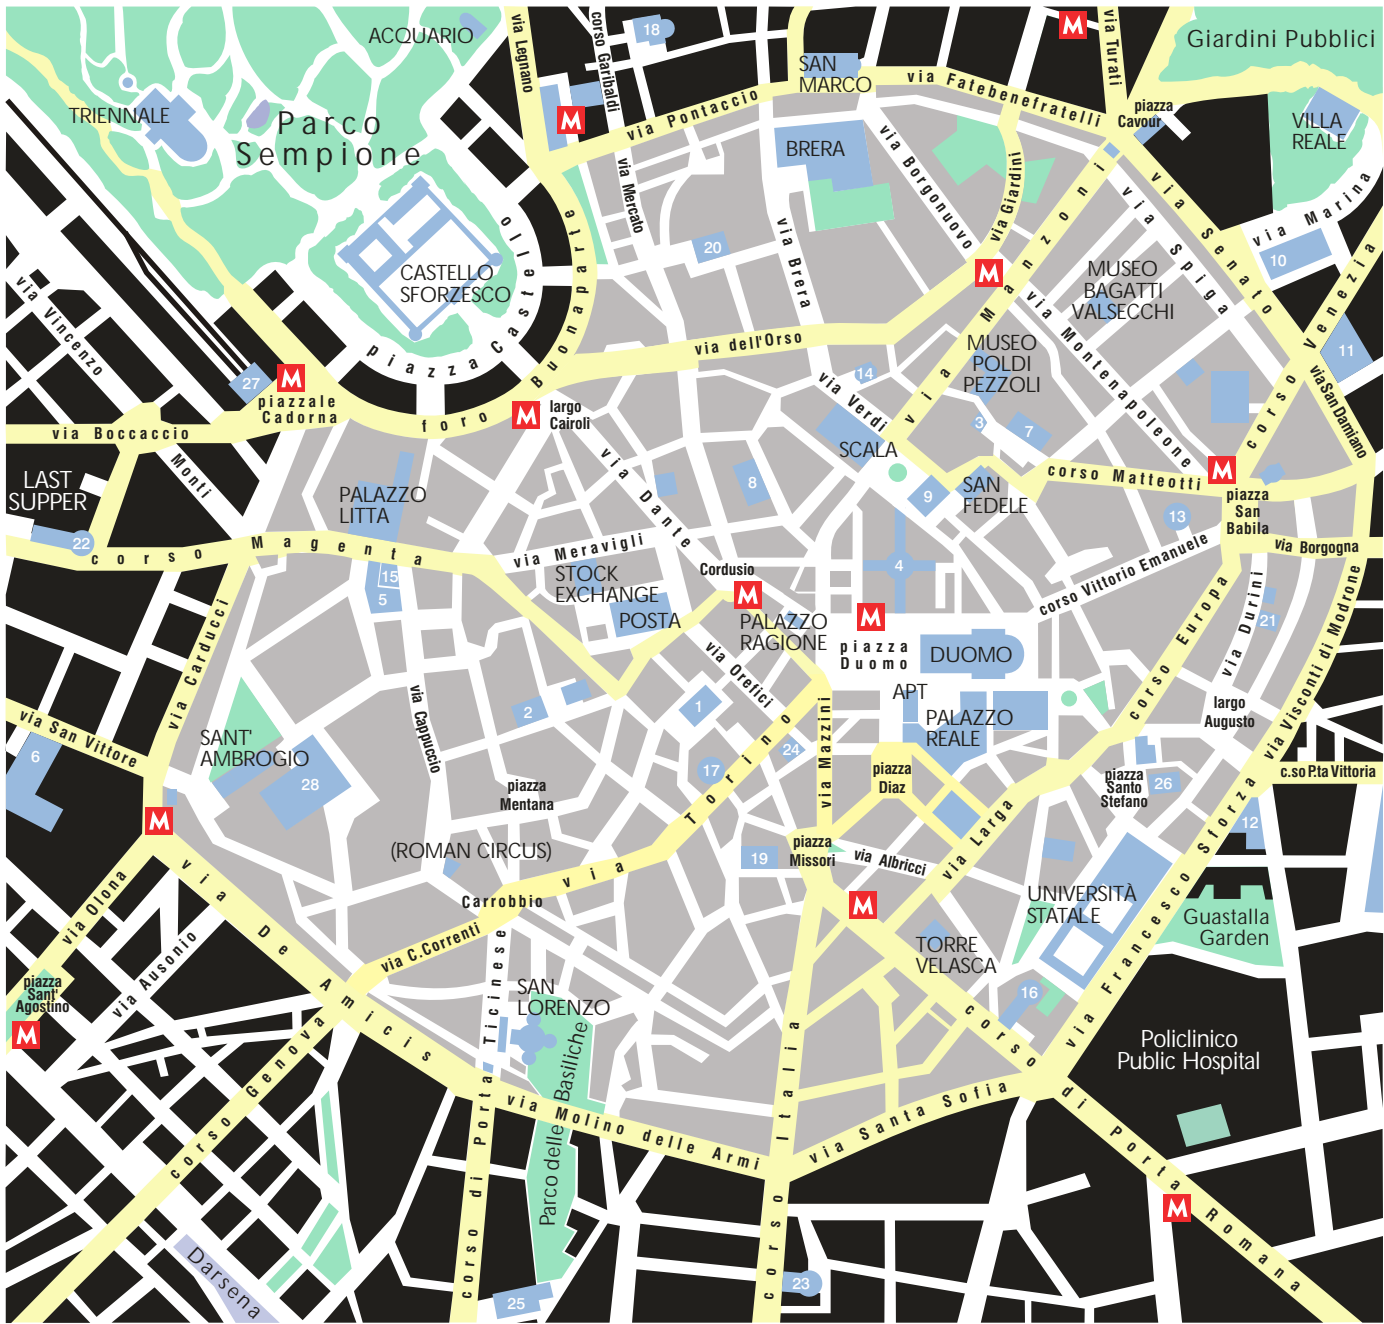 ACQUARIO
via Legnano
corso Garibaldi
18
M
via Turati
Giardini Pubblici
SAN
MARCO
via Fatebenefratelli
TRIENNALE
Parco
Sempione
M
via Pontaccio
piazza
Cavour
VILLA
REALE
BRERA
via Borgonuovo
via Giardini
via Manzoni
via Mercato
via Spiga
via Senato
via Marina
CASTELLO
SFORZESCO
piazza Castello
foro Buonaparte
20
via Brera
M
MUSEO
BAGATTI
VALSECCHI
10
corso Venezia
via Vincenzo
Monti
via dell'Orso
via Montenapoleone
MUSEO
POLDI
PEZZOLI
11
27
M
piazzale
Cadorna
14
via Verdi
via San Damiano
via Boccaccio
M
largo
Cairoli
3
7
SCALA
LAST
SUPPER
PALAZZO
LITTA
via Dante
8
9
SAN
FEDELE
corso Matteotti
M
piazza
San
Babila
22
corso Magenta
via Meravigli
13
via Borgogna
15
5
STOCK
EXCHANGE
Cordusio
M
4
corso Vittorio Emanuele
POSTA
PALAZZO
RAGIONE
M
piazza
Duomo
DUOMO
corso Europa
via Durini
21
via Visconti di Modrone
via Carducci
via Orefici
APT
PALAZZO
REALE
largo
Augusto
via San Vittore
6
SANT'
AMBROGIO
28
via Cappuccio
2
1
via Torino
24
17
via Mazzini
piazza
Diaz
piazza
Santo
Stefano
26
c.so P.ta Vittoria
piazza
Mentana
M
(ROMAN CIRCUS)
19
piazza
Missori
via Albricci
via Larga
12
via Francesco Sforza
via Olona
via De Amicis
Carrobbio
M
UNIVERSITÀ
STATALE
Guastalla
Garden
via C.Correnti
via Ausonio
TORRE
VELASCA
piazza
Sant'
Agostino
M
SAN
LORENZO
16
corso di Porta Ticinese
corso Genova
Parco delle Basiliche
corso Italia
Policlinico
Public Hospital
via Molino delle Armi
via Santa Sofia
corso di Porta Romana
M
Darsena
25
23